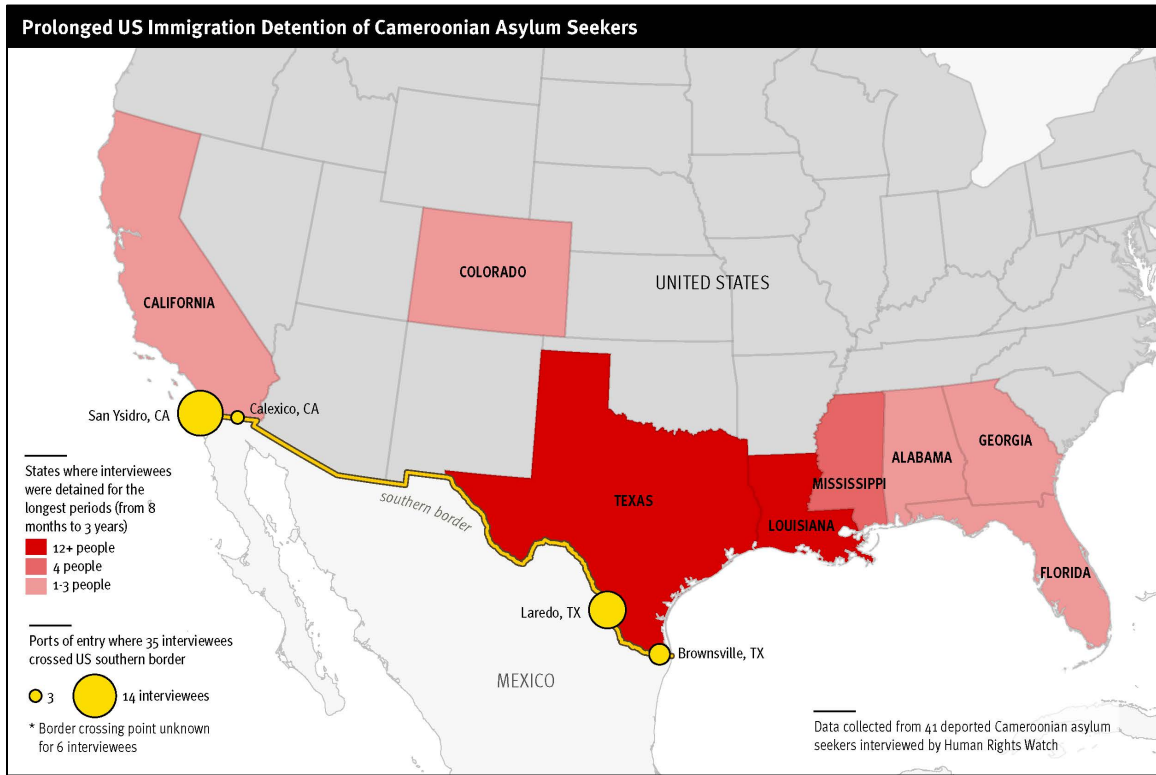 Prolonged US Immigration Detention of Cameroonian Asylum Seekers
COLORADO
UNITED STATES
CALIFORNIA
San Ysidro, CA
Calexico, CA
GEORGIA
ALABAMA
MISSISSIPPI
States where interviewees
were detained for the
longest periods (from 8
months to 3 years)
12+ people
4 people
1-3 people
southern border
TEXAS
LOUISIANA
FLORIDA
Laredo, TX
Brownsville, TX
MEXICO
Ports of entry where 35 interviewees
crossed US southern border
3 14 interviewees
* Border crossing point unknown
for 6 interviewees
Data collected from 41 deported Cameroonian asylum
seekers interviewed by Human Rights Watch